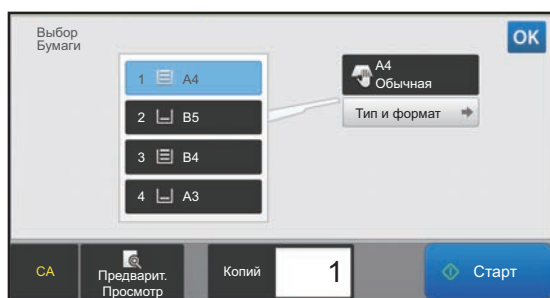 Выбор
Бумаги
OK
1 A4
2 B5
3 B4
4 A3
A4
Обычная
Тип и формат
CA
Предварит.
Просмотр
Копий
1
Старт